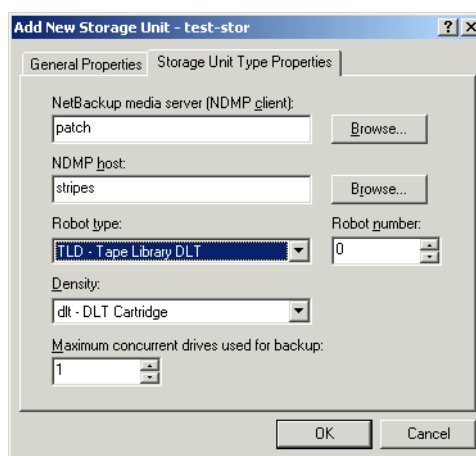 Add New Storage Unit - test-stor
General Properties
Storage Unit Type Properties
NetBackup media server (NDMP client):
patch
Browse...
NDMP host:
stripes
Browse...
Robot type:
Robot number:
TLD - Tape Library DLT
0
Density:
dlt - DLT Cartridge
Maximum concurrent drives used for backup:
1
OK
Cancel